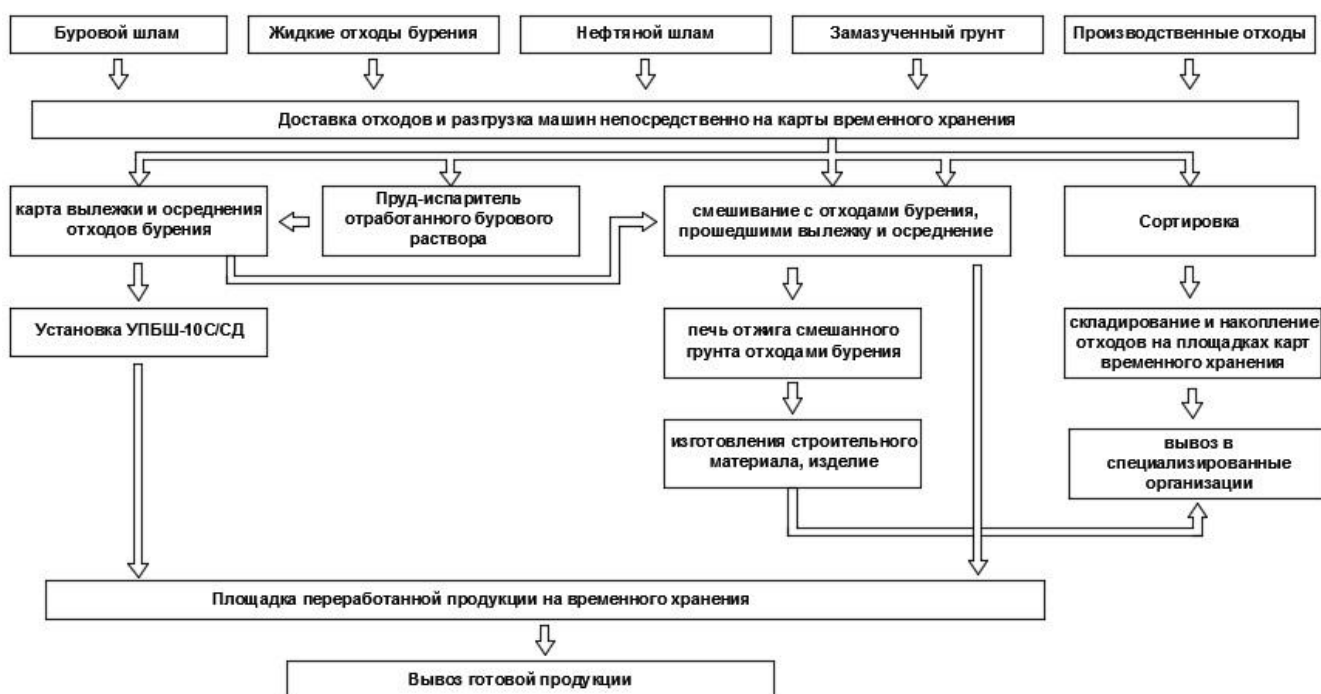 Буровой шлам
Жидкие отходы бурения
Нефтяной шлам
Замазученный грунт
Производственные отходы
Доставка отходов и разгрузка машин непосредственно на карты временного хранения
карта вылежки и осреднения
отходов бурения
Пруд-испаритель
отработанного бурового
раствора
смешивание с отходами бурения,
прошедшими вылежку и осреднение
Сортировка
Установка УПБШ-10С/СД
печь отжига смешанного
грунта отходами бурения
складирование и накопление
отходов на площадках карт
временного хранения
изготовления строительного
материала, изделие
вывоз в
специализированные
организации
Площадка переработанной продукции на временного хранения
Вывоз готовой продукции